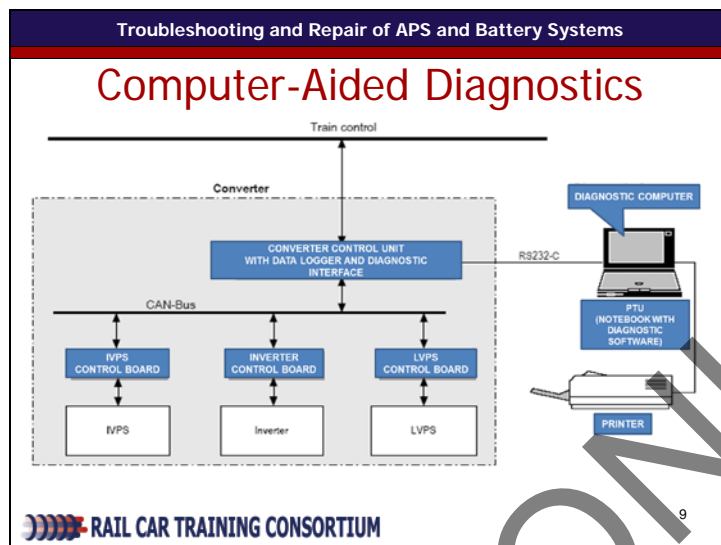 Troubleshooting and Repair of APS and Battery Systems
Computer-Aided Diagnostics
Train control
Converter
DIAGNOSTIC COMPUTER
CONVERTER CONTROL UNIT
WITH DATA LOGGER AND DIAGNOSTIC
INTERFACE
RS232-C
CAN-Bus
PTU
(NOTEBOOK WITH
DIAGNOSTIC
SOFTWARE)
IVPS
CONTROL BOARD
INVERTER
CONTROL BOARD
LVPS
CONTROL BOARD
IVPS
Inverter
LVPS
PRINTER
RAIL CAR TRAINING CONSORTIUM
9